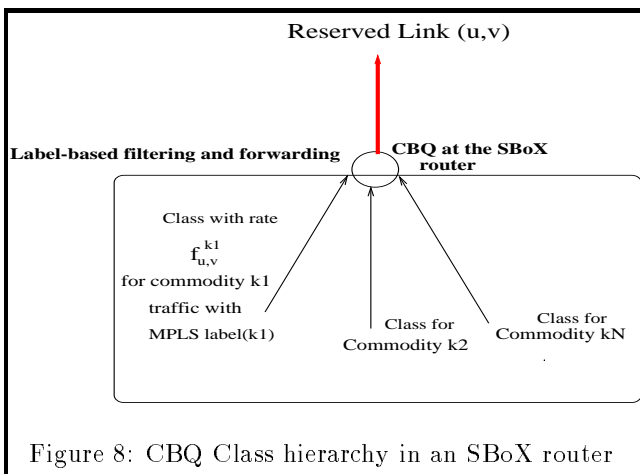 Reserved Link (u,v)
Label-based filtering and forwarding
CBQ at the SBoX
router
Class with rate
f u,v k1
for commodity k1
traffic with
MPLS label(k1)
Class for
Commodity k2
Class for
Commodity kN
.
Figure 8: CBQ Class hierarchy in an SBoX router